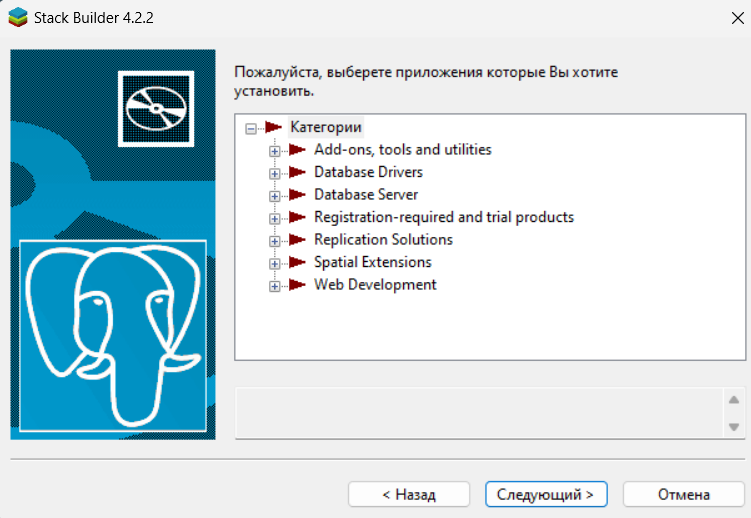 Stack Builder 4.2.2
Пожалуйста, выберете приложения которые Вы хотите
установить.
Категории
Add-ons, tools and utilities
Database Drivers
Database Server
Registration-required and trial products
Replication Solutions
Spatial Extensions
Web Development
< Назад
Следующий >
Отмена